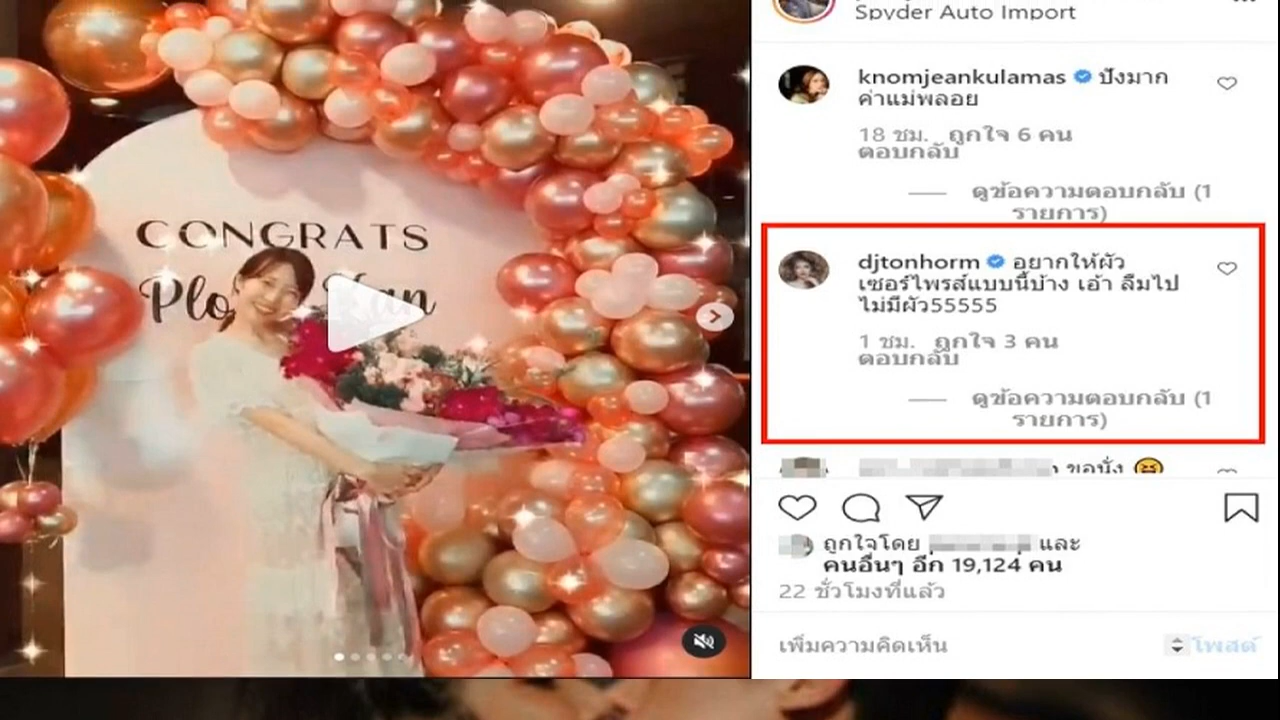 CONGRATS
Plo
Spyder Auto Import
knomjeankulamas ปังมาก
ค่าแม่พลอย
18 ชม. ถูกใจ 6 คน
ตอบกลับ
ดูข้อความตอบกลับ (1
รายการ)
djtonhorm อยากให้ผัว
เซอร์ไพรส์แบบนี้บ้าง เอ้า ลืมไป
ไม่มีผัว55555
1 ชม. ถูกใจ 3 คน
ตอบกลับ
ดูข้อความตอบกลับ (1
รายการ)
ขอนั่ง
ถูกใจโดย และ
คนอื่นๆ อีก 19,124 คน
22 ชั่วโมงที่แล้ว
เพิ่มความคิดเห็น
โพสต์